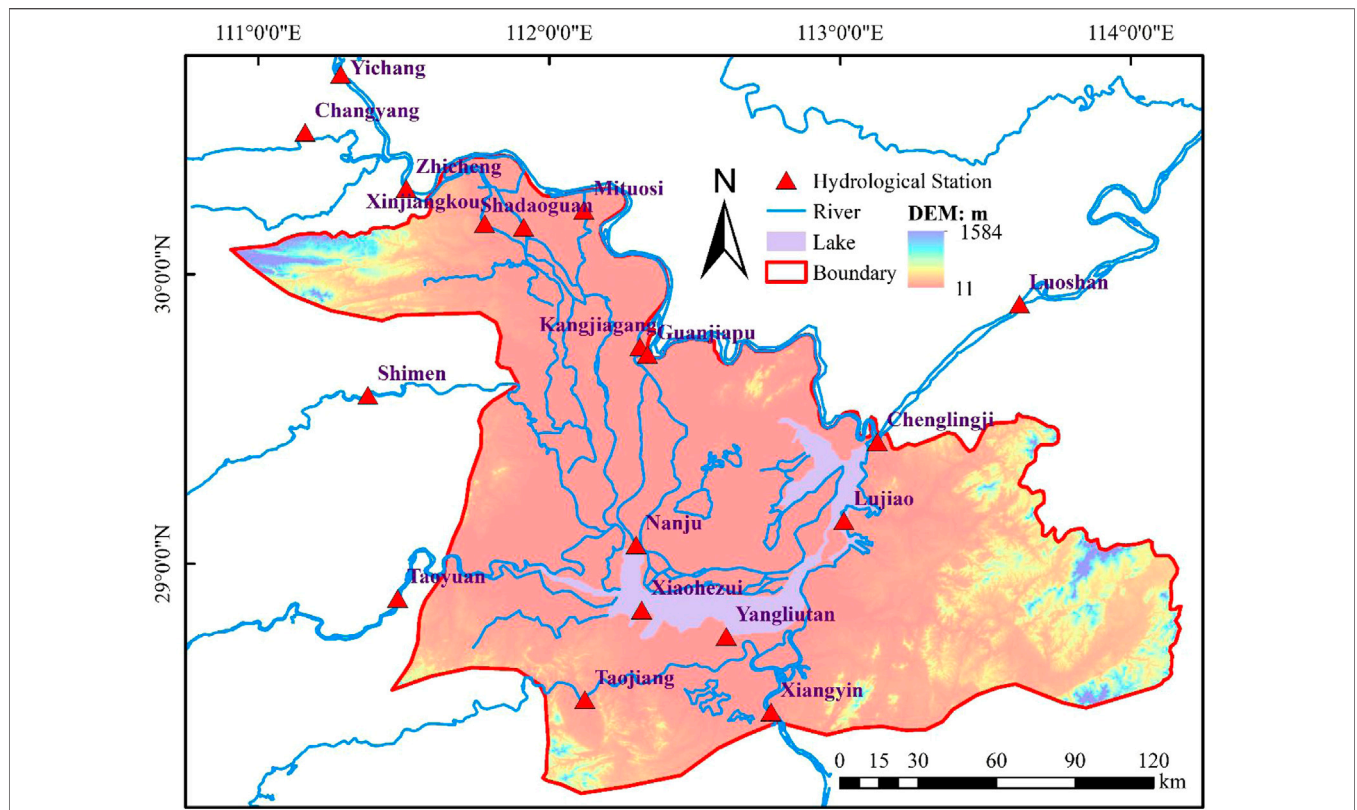 111°0'0"E 112°0'0"E 113°0'0"E 114°0'0"E
Yichang
Changyang
Zhicheng
Xinjiangkou
Shadaoguan
Mituosi
N
Hydrological Station
River
Lake
Boundary
DEM: m
1584
11
30°0'0"N
Luoshan
Kangjiagang
Guanjiapu
Shimen
Chenglingji
Lujiao
Nanju
29°0'0"N
Taoyuan
Xiaohezui
Yangliutan
Taojiang
Xiangyin
0 15 30 60 90 120
km